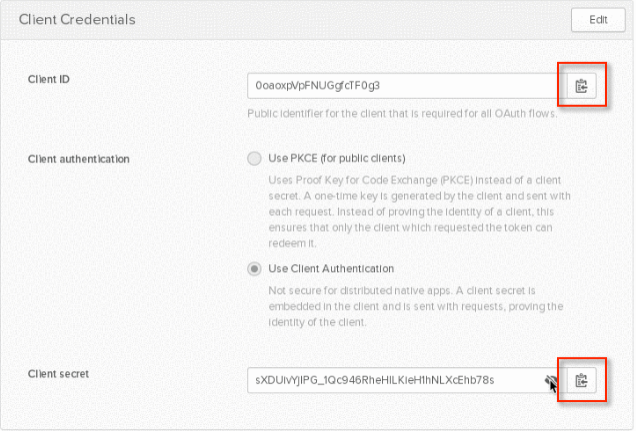 Client Credentials
Edit
Client ID
0oaoxpVpFNUGgfcTF0g3
Public identifier for the client that is required for all OAuth flows.
Client authentication
Use PKCE (for public clients)
Uses Proof Key for Code Exchange (PKCE) instead of a client
secret. A one-time key is generated by the client and sent with
each request. Instead of proving the identity of a client, this
ensures that only the client which requested the token can
redeem it.
Use Client Authentication
Not secure for distributed native apps. A client secret is
embedded in the client and is sent with requests, proving the
identity of the client.
Client secret